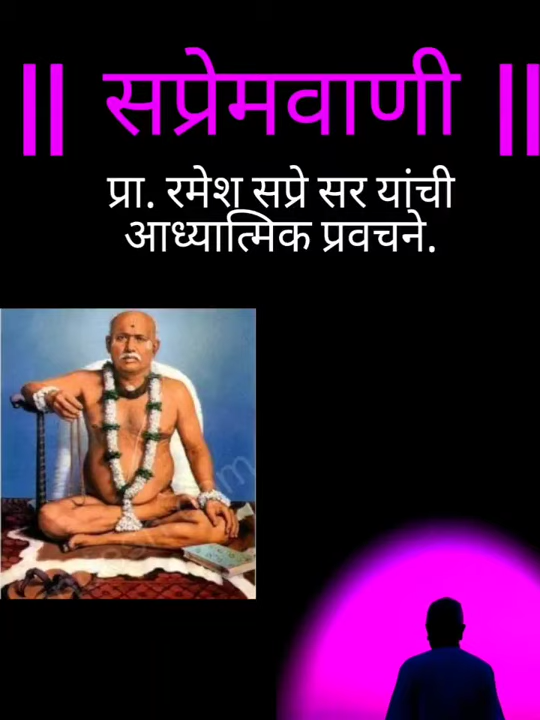 || सप्रेमवाणी ||
प्रा. रमेश सप्रे सर यांची
आध्यात्मिक प्रवचने.